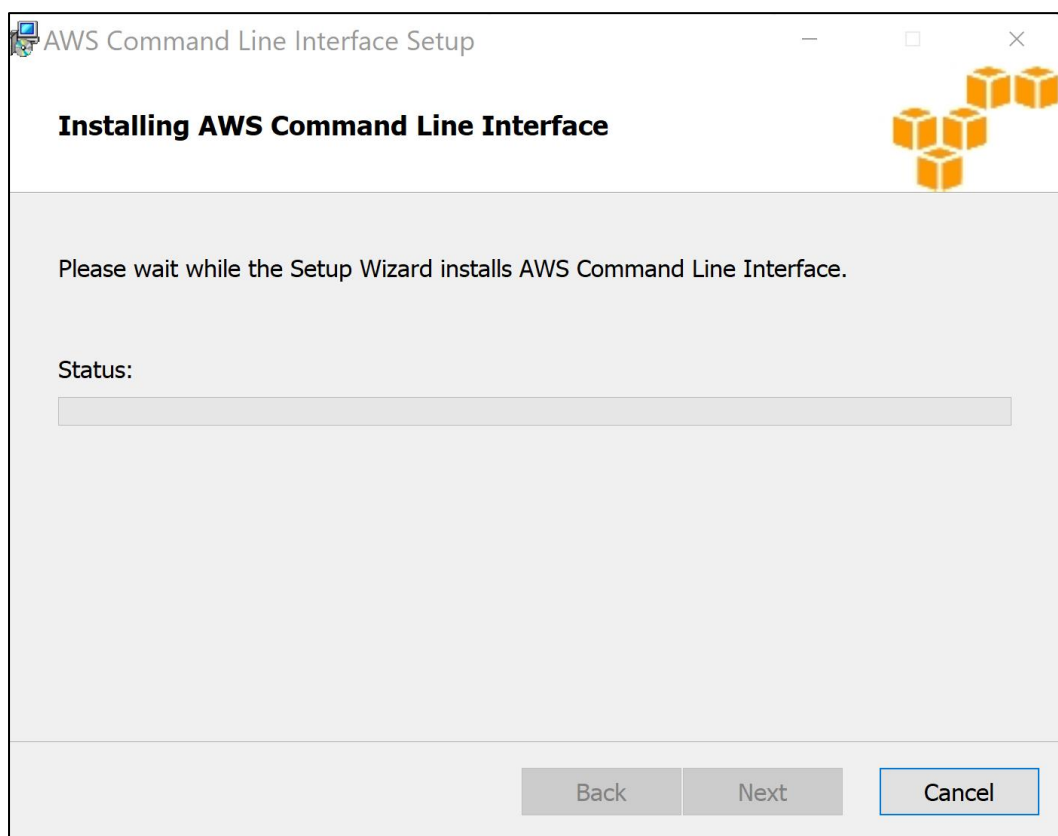 AWS Command Line Interface Setup
Installing AWS Command Line Interface
Please wait while the Setup Wizard installs AWS Command Line Interface.
Status:
Back Next Cancel